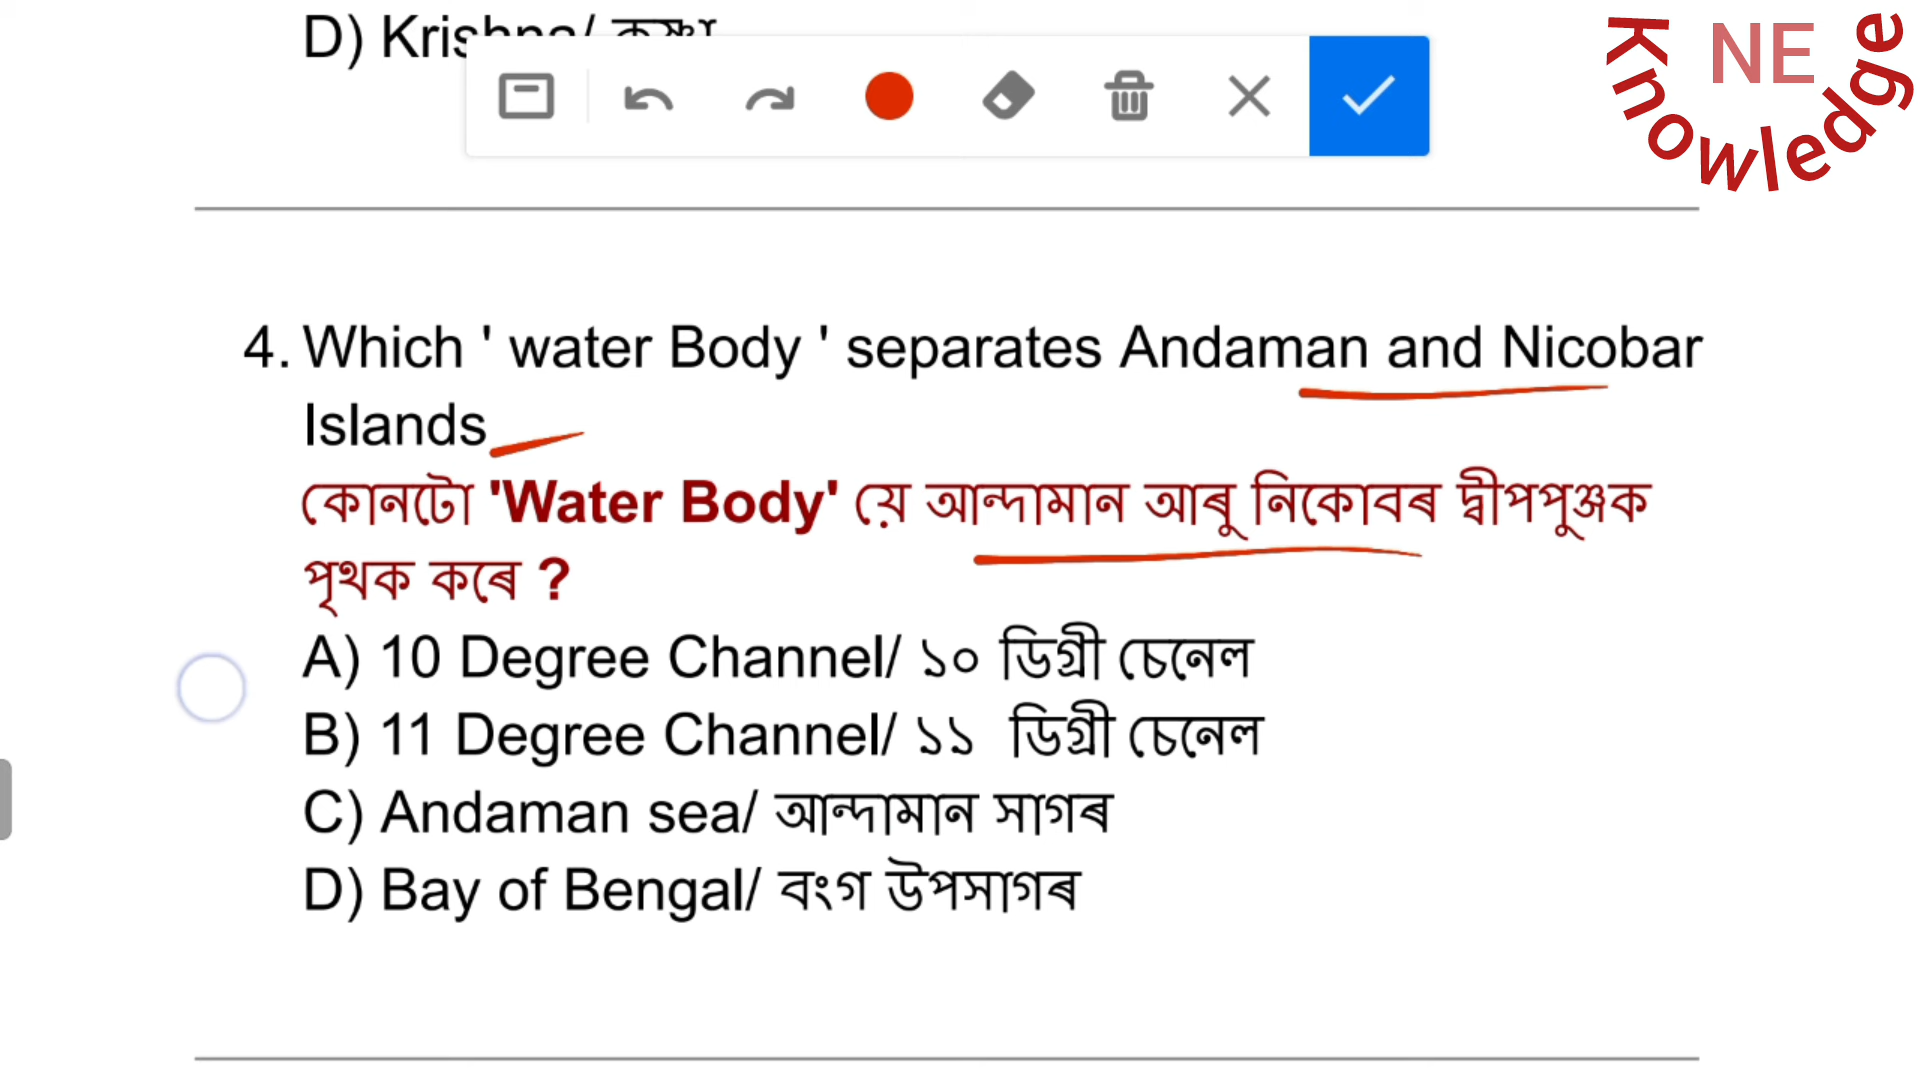 D) Krishna/ কৃষ্ণা
NE
Knowledge
4. Which ' water Body ' separates Andaman and Nicobar
Islands
কোনটো 'Water Body' যে আন্দামান আৰু নিকোবৰ দ্বীপপুঞ্জক
পৃথক কৰে ?
A) 10 Degree Channel/ ১০ ডিগ্ৰী চেনেল
B) 11 Degree Channel/ ১১ ডিগ্ৰী চেনেল
C) Andaman sea/ আন্দামান সাগৰ
D) Bay of Bengal/ বংগ উপসাগৰ